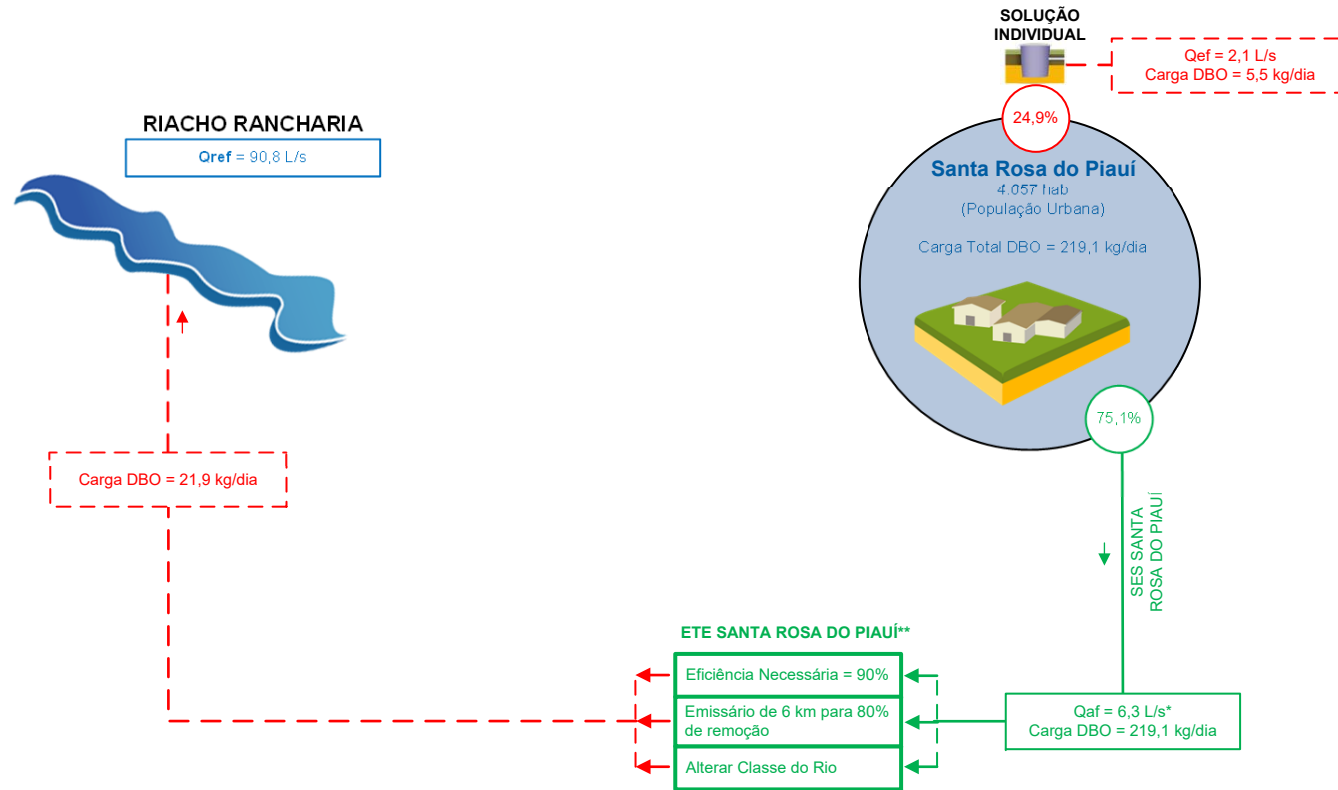 SOLUÇÃO
INDIVIDUAL
Qef = 2,1 L/s
Carga DBO = 5,5 kg/dia
24,9%
RIACHO RANCHARIA
Qref = 90,8 L/s
Santa Rosa do Piauí
4.057 hab
(População Urbana)
Carga Total DBO = 219,1 kg/dia
75,1%
Carga DBO = 21,9 kg/dia
SES SANTA
ROSA DO PIAUÍ
ETE SANTA ROSA DO PIAUÍ**
Eficiência Necessária = 90%
Emissário de 6 km para 80%
de remoção
Alterar Classe do Rio
Qaf = 6,3 L/s*
Carga DBO = 219,1 kg/dia